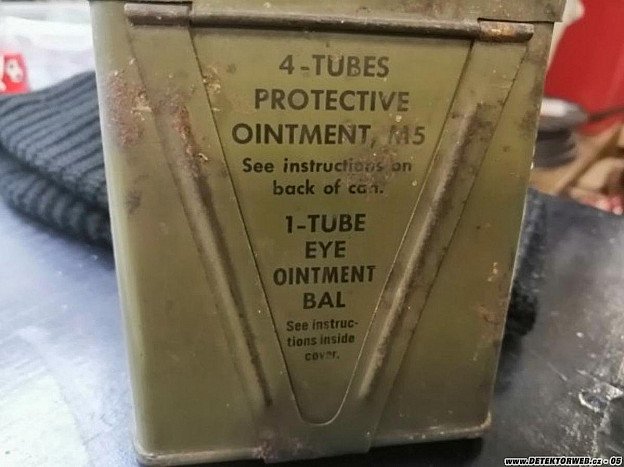 4-TUBES
PROTECTIVE
OINTMENT, M5
See instructions on
back of can.
1-TUBE
EYE
OINTMENT
BAL
See instruc-
tions inside
cover.
www.DETEKTORWEB.cz - 05